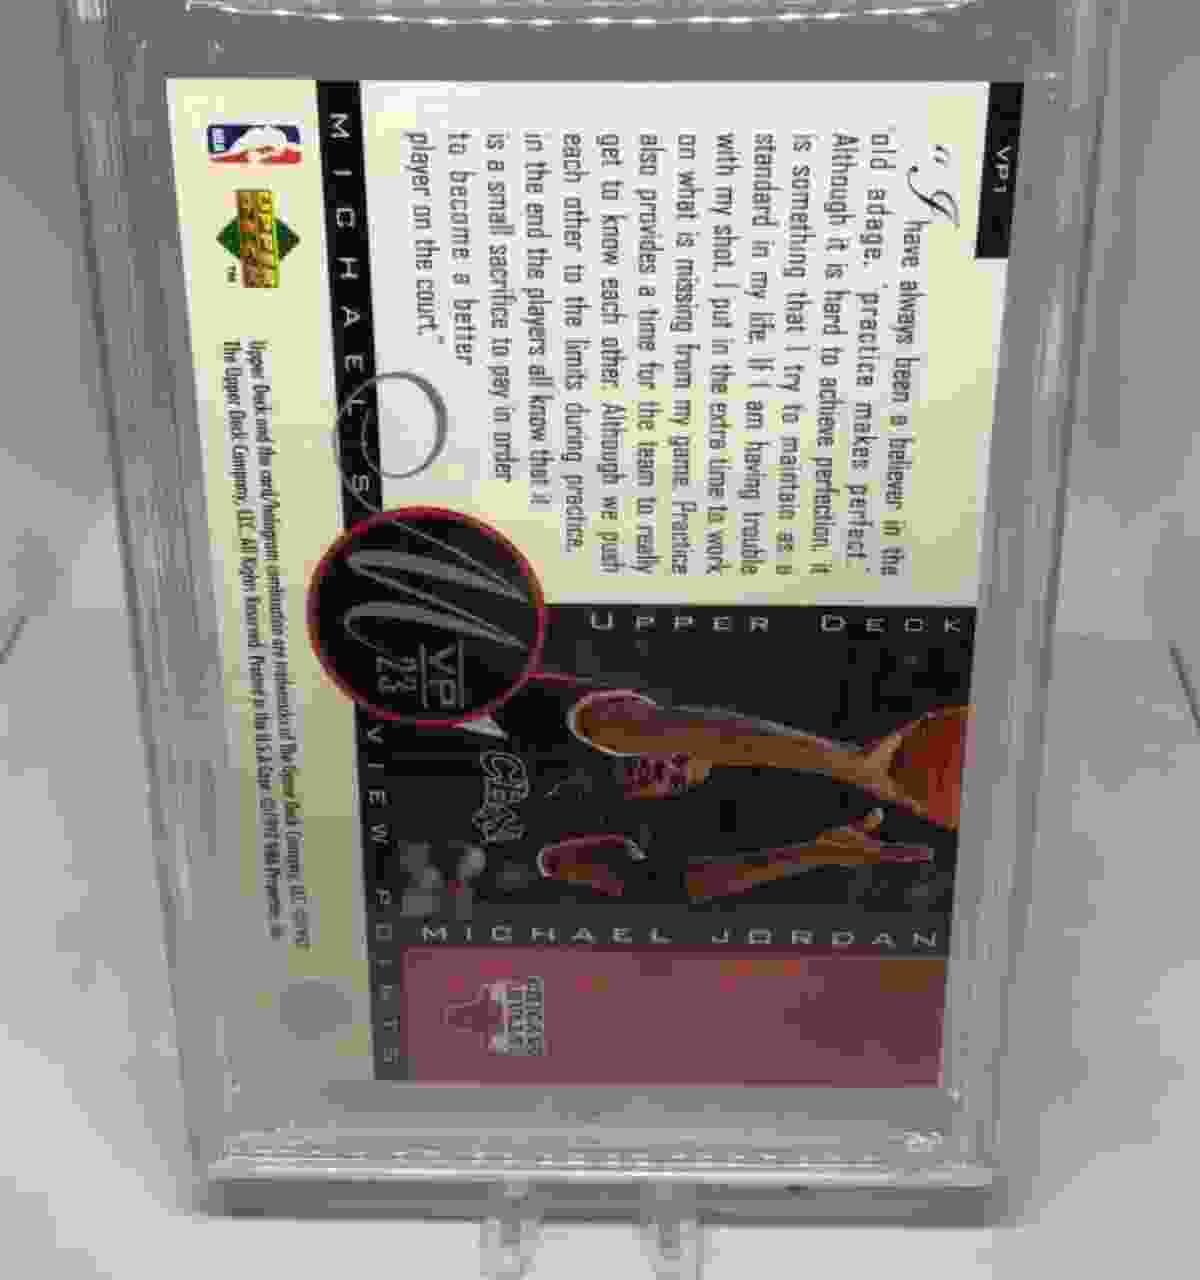 VP1
"I have always been a believer in the
old adage, 'practice makes perfect.'
Although it is hard to achieve perfection, it
is something that I try to maintain as a
standard in my life. If I am having trouble
with my shot, I put in the extra time to work
on what is missing from my game. Practice
also provides a time for the team to really
get to know each other. Although we push
each other to the limits during practice,
in the end the players all know that it
is a small sacrifice to pay in order
to become a better
player on the court."
UPPER DECK
MICHAEL JORDAN
CHICAGO BULLS
VP
23
MICHAEL'S VIEWPOINTS
NBA
UPPER DECK
TM
Upper Deck and the card/hologram combination are trademarks of The Upper Deck Company, LLC.
The Upper Deck Company, LLC. All Rights Reserved. Printed in the U.S.A.